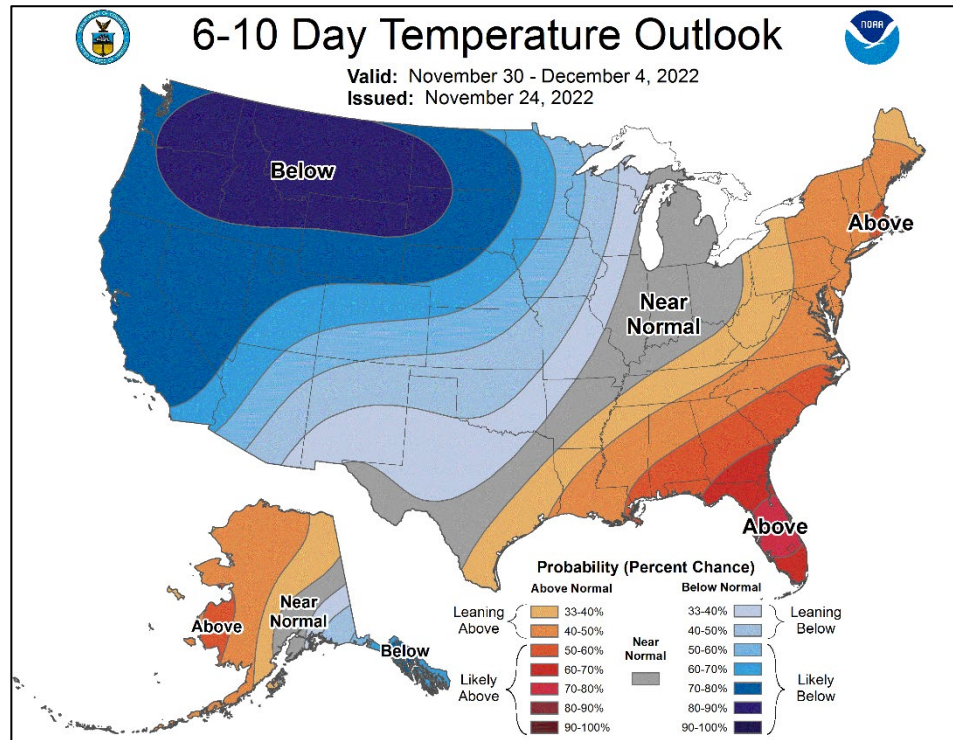 6-10 Day Temperature Outlook
NOAA
Valid: November 30 - December 4, 2022
Issued: November 24, 2022
Below
Above
Near
Normal
Above
Above
Near
Normal
Below
Probability (Percent Chance)
Above Normal
Below Normal
Leaning
Above
33-40%
40-50%
Likely
Above
50-60%
60-70%
70-80%
80-90%
90-100%
Near
Normal
33-40%
40-50%
Leaning
Below
50-60%
60-70%
70-80%
80-90%
90-100%
Likely
Below